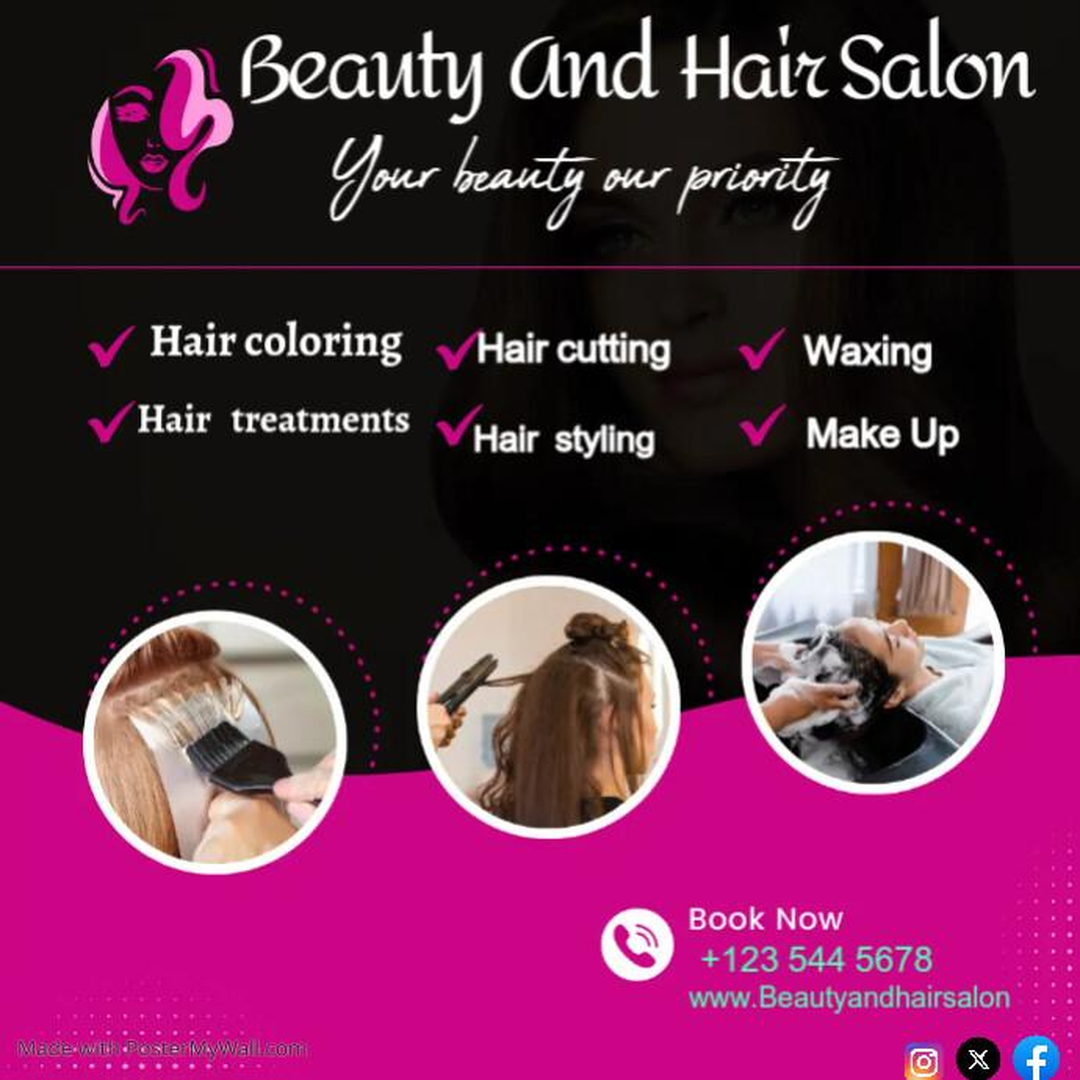 Beauty And Hair Salon
Your beauty our priority
Hair coloring
Hair cutting
Waxing
Hair treatments
Hair styling
Make Up
Book Now
+123 544 5678
www.Beautyandhairsalon
Made with PosterMyWall.com